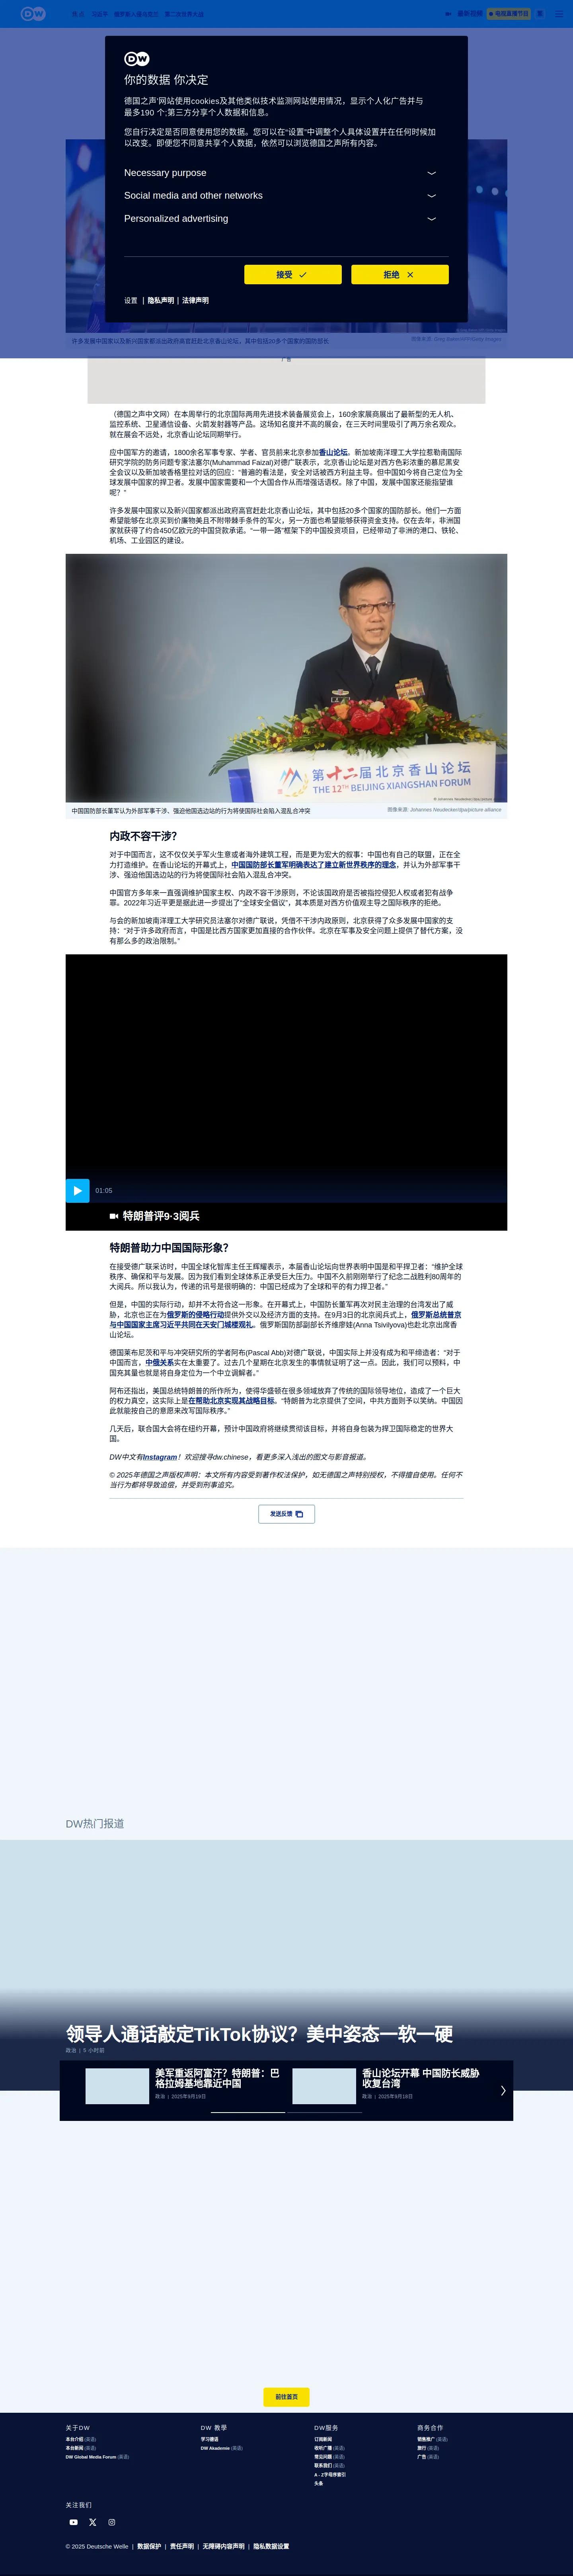 DW
最新视频
电视直播节目
DW
你的数据 你决定
德国之声‘网站使用cookies及其他类似技术监测网站使用情况，显示个人化广告并与
最多190 个;第三方分享个人数据和信息。
您自行决定是否同意使用您的数据。您可以在“设置”中调整个人具体设置并在任何时候加
以改变。即便您不同意共享个人数据，依然可以浏览德国之声所有内容。
Necessary purpose
Social media and other networks
Personalized advertising
接受
拒绝
设置 | 隐私声明 | 法律声明
许多发展中国家以及新兴国家都派出政府高官赶赴北京香山论坛，其中包括20多个国家的国防部长
广告
（德国之声中文网）在本周举行的北京国际两用先进技术装备展览会上，160余家展商展出了最新型的无人机、
监控系统、卫星通信设备、火箭发射器等产品。这场知名度并不高的展会，在三天时间里吸引了两万余名观众。
就在展会不远处，北京香山论坛同期举行。
应中国军方的邀请，1800余名军事专家、学者、官员前来北京参加香山论坛。新加坡南洋理工大学拉惹勒南国际
研究学院的防务问题专家法塞尔(Muhammad Faizal)对德广联表示，北京香山论坛是对西方色彩浓重的慕尼黑安
全会议以及新加坡香格里拉对话的回应：“普遍的看法是，安全对话被西方利益主导。但中国如今将自己定位为全
球发展中国家的捍卫者。发展中国家需要和一个大国合作从而增强话语权。除了中国，发展中国家还能指望谁
呢？”
许多发展中国家以及新兴国家都派出政府高官赶赴北京香山论坛，其中包括20多个国家的国防部长。他们一方面
希望能够在北京买到价廉物美且不附带棘手条件的军火，另一方面也希望能够获得资金支持。仅在去年，非洲国
家就获得了约合450亿欧元的中国贷款承诺。“一带一路”框架下的中国投资项目，已经带动了非洲的港口、铁轮、
机场、工业园区的建设。
第十二届北京香山论坛
THE 12TH BEIJING XIANGSHAN FORUM
中国国防部长董军认为外部军事干涉、强迫他国选边站的行为将使国际社会陷入混乱合冲突
图像来源: Johannes Neudecker/dpa/picture alliance
内政不容干涉？
对于中国而言，这不仅仅关乎军火生意或者海外建筑工程，而是更为宏大的叙事：中国也有自己的联盟，正在全
力打造维护。在香山论坛的开幕式上，中国国防部长董军明确表达了建立新世界秩序的理念，并认为外部军事干
涉、强迫他国选边站的行为将使国际社会陷入混乱合冲突。
中国官方多年来一直强调维护国家主权、内政不容干涉原则，不论该国政府是否被指控侵犯人权或者犯有战争
罪。2022年习近平更是据此进一步提出了“全球安全倡议”，其本质是对西方价值观主导之国际秩序的拒绝。
与会的新加坡南洋理工大学研究员法塞尔对德广联说，凭借不干涉内政原则，北京获得了众多发展中国家的支
持：“对于许多政府而言，中国是比西方国家更加直接的合作伙伴。北京在军事及安全问题上提供了替代方案，没
有那么多的政治限制。”
01:05
特朗普评9·3阅兵
特朗普助力中国国际形象？
在接受德广联采访时，中国全球化智库主任王辉耀表示，本届香山论坛向世界表明中国是和平捍卫者：“维护全球
秩序、确保和平与发展。因为我们看到全球体系正承受巨大压力。中国不久前刚刚举行了纪念二战胜利80周年的
大阅兵。所以我认为，传递的讯号是很明确的：中国已经成为了全球和平的有力捍卫者。”
但是，中国的实际行动，却并不太符合这一形象。在开幕式上，中国防长董军再次对民主治理的台湾发出了威
胁，北京也正在为俄罗斯的侵略行动提供外交以及经济方面的支持。在9月3日的北京阅兵式上，俄罗斯总统普京
与中国国家主席习近平共同在天安门城楼观礼。俄罗斯国防部副部长齐维廖娃(Anna Tsivilyova)也赴北京出席香
山论坛。
德国莱布尼茨和平与冲突研究所的学者阿布(Pascal Abb)对德广联说，中国实际上并没有成为和平缔造者：“对于
中国而言，中俄关系实在太重要了。过去几个星期在北京发生的事情就证明了这一点。因此，我们可以预料，中
国充其量也就是将自身定位为一个中立调解者。”
阿布还指出，美国总统特朗普的所作所为，使得华盛顿在很多领域放弃了传统的国际领导地位，造成了一个巨大
的权力真空，这实际上是在帮助北京实现其战略目标。“特朗普为北京提供了空间，中共方面则予以笑纳。中国因
此就能按自己的意愿来改写国际秩序。”
几天后，联合国大会将在纽约开幕，预计中国政府将继续贯彻该目标，并将自身包装为捍卫国际稳定的世界大
国。
DW中文有Instagram！欢迎搜寻dw.chinese，看更多深入浅出的图文与影音报道。
© 2025年德国之声版权声明：本文所有内容受到著作权法保护，如无德国之声特别授权，不得擅自使用。任何不
当行为都将导致追偿，并受到刑事追究。
发送反馈
DW热门报道
领导人通话敲定TikTok协议？美中姿态一软一硬
政治 | 5 小时前
美军重返阿富汗？特朗普：巴
格拉姆基地靠近中国
政治 | 2025年9月19日
香山论坛开幕 中国防长威胁
收复台湾
政治 | 2025年9月18日
前往首页
关于DW
本台介绍 (英语)
本台新闻 (英语)
DW Global Media Forum (英语)
DW 教學
学习德语
DW Akademie (英语)
DW服务
订阅新闻
收听广播 (英语)
常见问题 (英语)
联系我们 (英语)
A - Z字母序索引
头条
商务合作
销售推广 (英语)
旅行 (英语)
广告 (英语)
关注我们
© 2025 Deutsche Welle | 数据保护 | 责任声明 | 无障碍内容声明 | 隐私数据设置